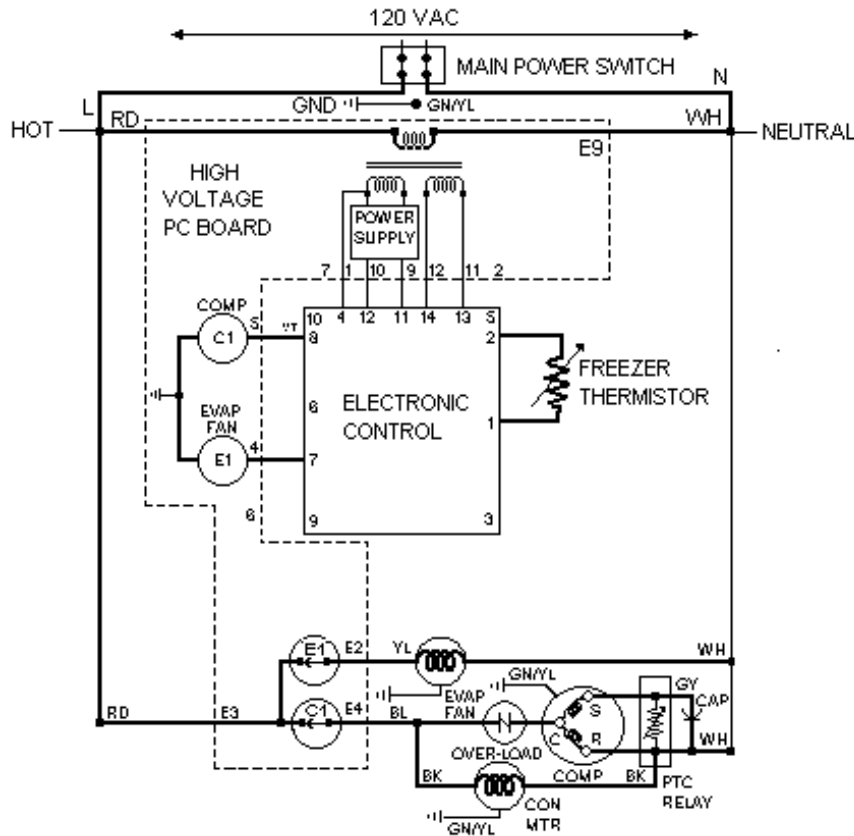 120 VAC
MAIN POWER SWITCH
N
L
GND
GN/YL
HOT
RD
WH
NEUTRAL
E9
HIGH
VOLTAGE
PC BOARD
POWER
SUPPLY
7 1 10 9 12 11 2
COMP
C1
S
VT
10 4 12 11 14 13 S
8
2
FREEZER
THERMISTOR
6
ELECTRONIC
CONTROL
1
EVAP
FAN
E1
4
7
6
9
3
E1
E2
YL
WH
GN/YL
EVAP
FAN
GY
CAP
RD
E3
C1
E4
BL
N
S
C
R
WH
OVER-LOAD
COMP
BK
BK
PTC
RELAY
CON
MTR
GN/YL